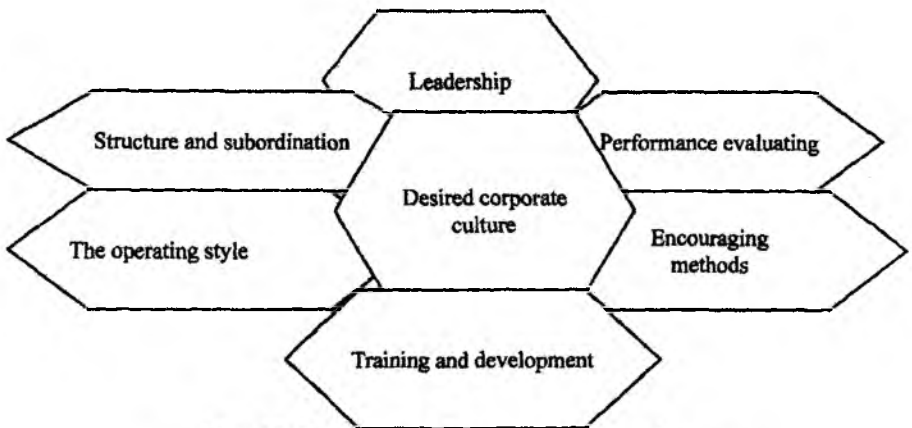 Leadership
Structure and subordination
Performance evaluating
Desired corporate
culture
The operating style
Encouraging
methods
Training and development